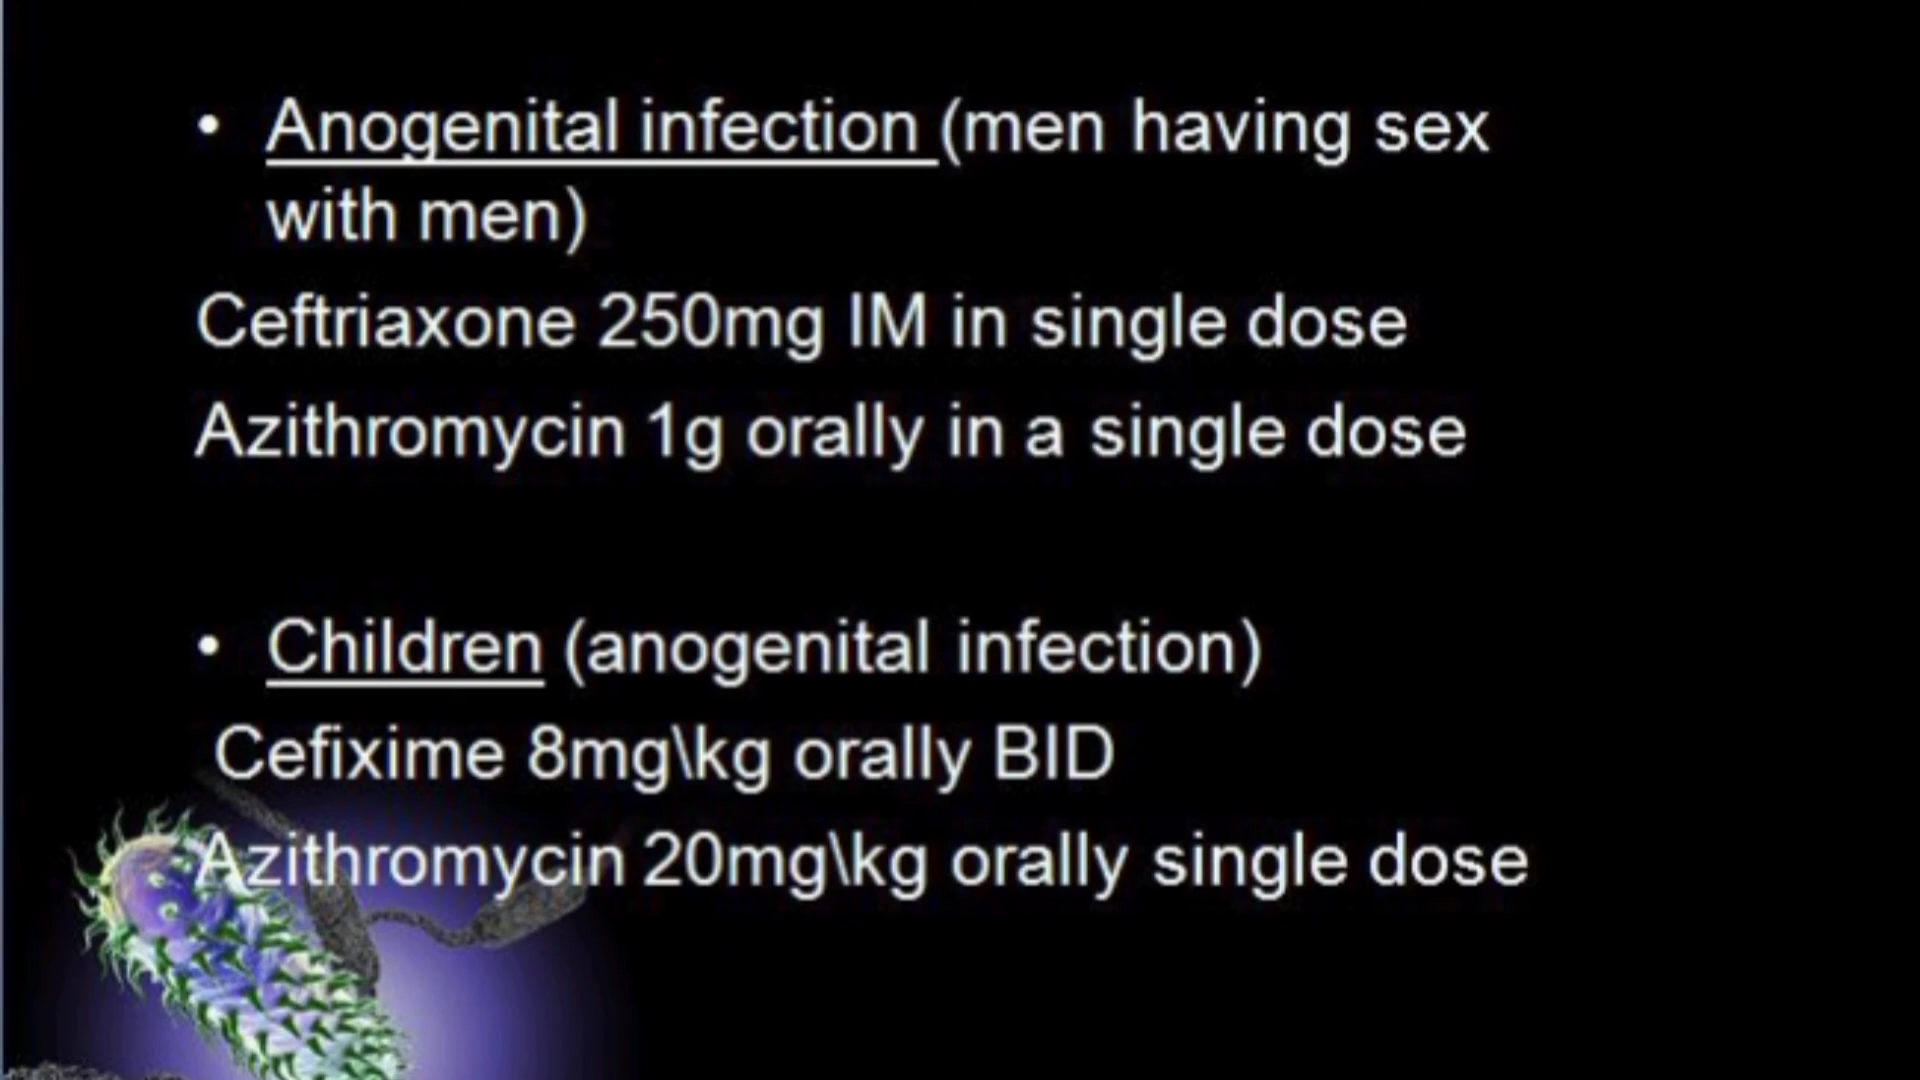 • Anogenital infection (men having sex
with men)
Ceftriaxone 250mg IM in single dose
Azithromycin 1g orally in a single dose
• Children (anogenital infection)
Cefixime 8mg\kg orally BID
Azithromycin 20mg\kg orally single dose